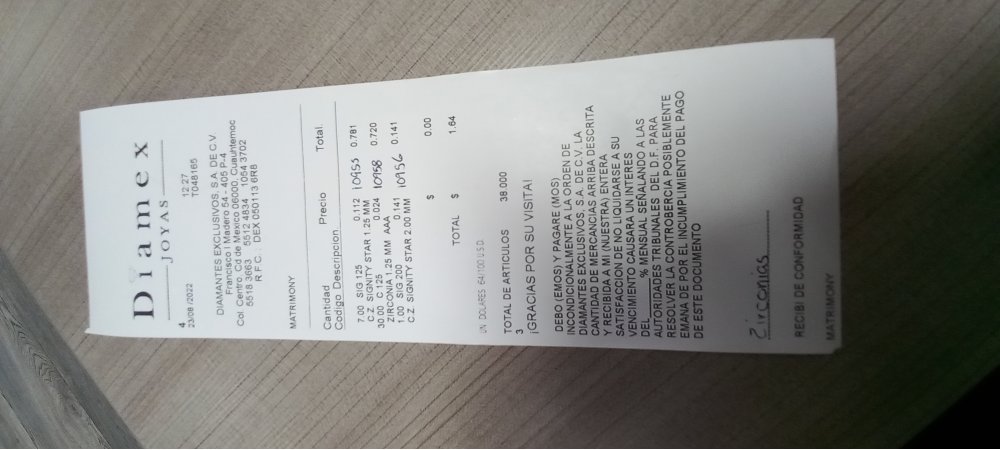 Diamex
JOYAS
4
23/08/2022 12:27
T048165
DIAMANTES EXCLUSIVOS, S.A. DE C.V.
Francisco I Madero 54 - 405 P-4
Col. Centro ,Cd de Mexico 06000, Cuauhtemoc
5518 3663 5512 4834 1054 3702
R.F.C. : DEX 050113 6R8
MATRIMONY
Cantidad Precio Total.
Codigo Descripcion
7.00 SIG 125 0.112 10953 0.781
C.Z. SIGNITY STAR 1.25 MM
30.00 C 125 0.024 10958 0.720
ZIRCONIA 1.25 MM AAA
1.00 SIG 200 0.141 10956 0.141
C.Z. SIGNITY STAR 2.00 MM
$ 0.00
TOTAL $ 1.64
UN DOLARES 64/100 U.S.D.
TOTAL DE ARTICULOS 38.000
3
¡GRACIAS POR SU VISITA!
DEBO (EMOS) Y PAGARE (MOS)
INCONDICIONALMENTE A LA ORDEN DE
DIAMANTES EXCLUSIVOS, S.A. DE C.V., LA
CANTIDAD DE MERCANCIAS ARRIBA DESCRITA
Y RECIBIDA A MI (NUESTRA) ENTERA
SATISFACCION DE NO LIQUIDARSE A SU
VENCIMIENTO CAUSARA UN INTERES
DEL ____ % MENSUAL SEÑALANDO A LAS
AUTORIDADES TRIBUNALES DEL D.F. PARA
RESOLVER LA CONTROBERCIA POSIBLEMENTE
EMANA DE POR EL INCUMPLIMIENTO DEL PAGO
DE ESTE DOCUMENTO
Zirconias
RECIBI DE CONFORMIDAD
MATRIMONY